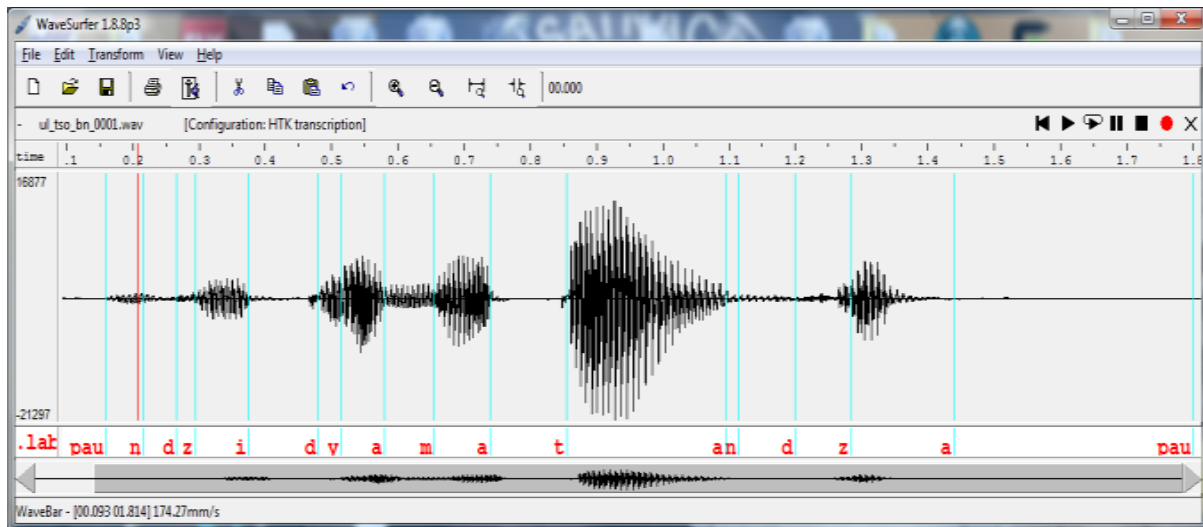 WaveSurfer 1.8.8p3
File Edit Transform View Help
00.000
- ul_tso_bn_0001.wav [Configuration: HTK transcription]
time .1 0.2 0.3 0.4 0.5 0.6 0.7 0.8 0.9 1.0 1.1 1.2 1.3 1.4 1.5 1.6 1.7 1.8
16877
-21297
.lab pau n d z i d y a m a t a n d z a pau
WaveBar - [00.093 01.814] 174.27mm/s